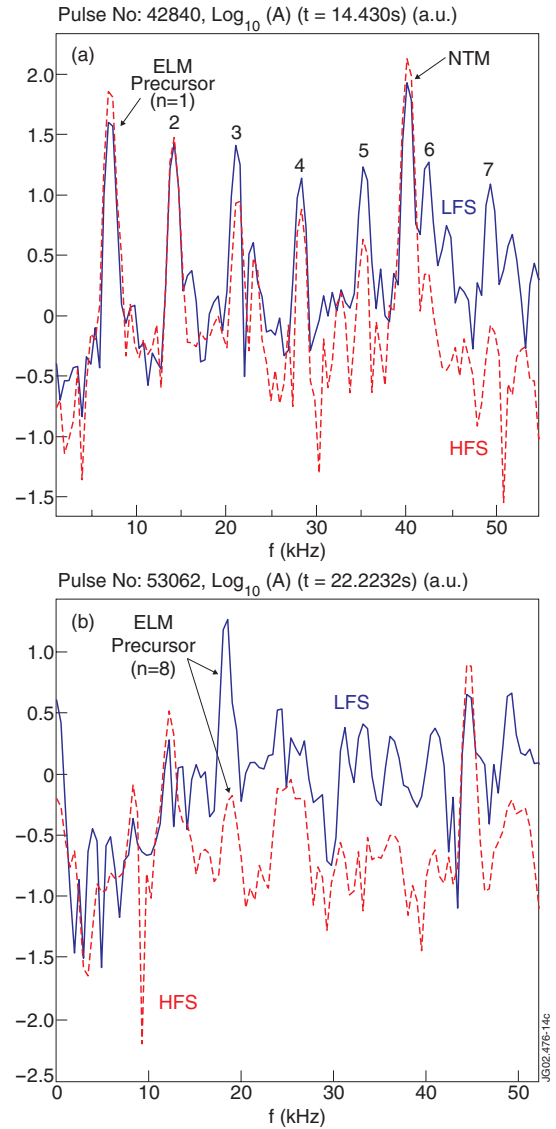 Pulse No: 42840, Log10 (A) (t = 14.430s) (a.u.)
(a)
ELM
Precursor
(n=1)
2
3
4
5
6
7
NTM
LFS
HFS
2.0
1.5
1.0
0.5
0
−0.5
−1.0
−1.5
10
20
30
40
50
f (kHz)
Pulse No: 53062, Log10 (A) (t = 22.2232s) (a.u.)
(b)
ELM
Precursor
(n=8)
LFS
HFS
1.0
0.5
0
−0.5
−1.0
−1.5
−2.0
−2.5
0
10
20
30
40
50
f (kHz)
JG02.476-14c